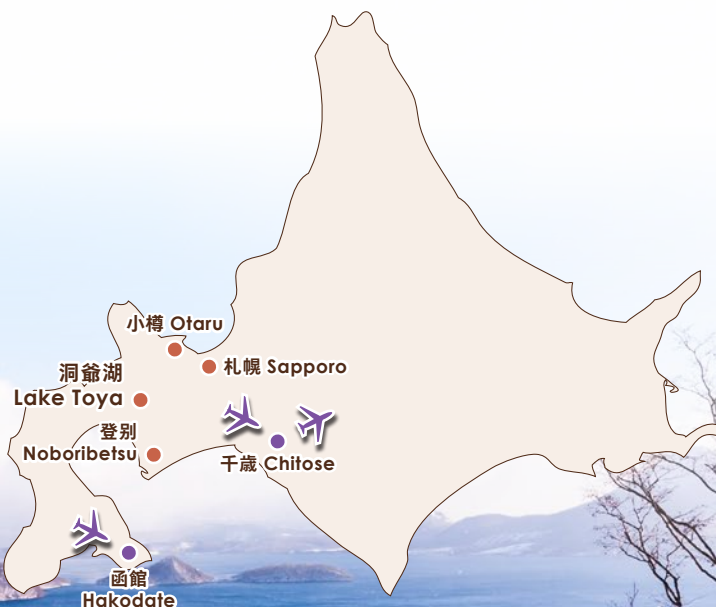 小樽 Otaru
札幌 Sapporo
洞爺湖
Lake Toya
登别
Noboribetsu
千歳 Chitose
函館
Hakodate